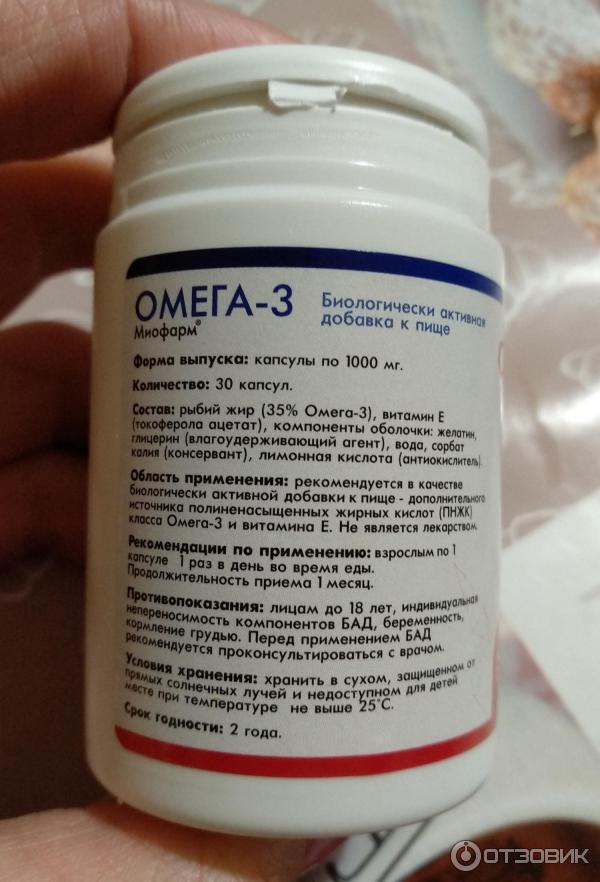 ОМЕГА-3
Миофарм®
Биологически активная
добавка к пище
Форма выпуска: капсулы по 1000 мг.
Количество: 30 капсул.
Состав: рыбий жир (35% Омега-3), витамин Е
(токоферола ацетат), компоненты оболочки: желатин,
глицерин (влагоудерживающий агент), вода, сорбат
калия (консервант), лимонная кислота (антиокислитель).
Область применения: рекомендуется в качестве
биологически активной добавки к пище - дополнительного
источника полиненасыщенных жирных кислот (ПНЖК)
класса Омега-3 и витамина Е. Не является лекарством.
Рекомендации по применению: взрослым по 1
капсуле 1 раз в день во время еды.
Продолжительность приема 1 месяц.
Противопоказания: лицам до 18 лет, индивидуальная
непереносимость компонентов БАД, беременность,
кормление грудью. Перед применением БАД
рекомендуется проконсультироваться с врачом.
Условия хранения: хранить в сухом, защищенном от
прямых солнечных лучей и недоступном для детей
месте при температуре не выше 25°С.
Срок годности: 2 года.
ОТЗОВИК